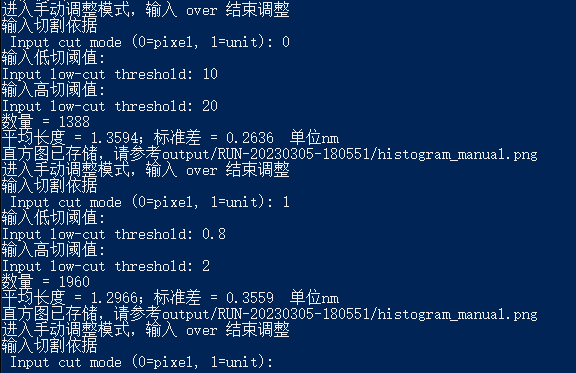 进入手动调整模式，输入 over 结束调整
输入切割依据
Input cut mode (0=pixel, 1=unit): 0
输入低切阈值:
Input low-cut threshold: 10
输入高切阈值:
Input low-cut threshold: 20
数量 = 1388
平均长度 = 1.3594; 标准差 = 0.2636 单位nm
直方图已存储, 请参考output/RUN-20230305-180551/histogram_manual.png
进入手动调整模式，输入 over 结束调整
输入切割依据
Input cut mode (0=pixel, 1=unit): 1
输入低切阈值:
Input low-cut threshold: 0.8
输入高切阈值:
Input low-cut threshold: 2
数量 = 1960
平均长度 = 1.2966; 标准差 = 0.3559 单位nm
直方图已存储, 请参考output/RUN-20230305-180551/histogram_manual.png
进入手动调整模式，输入 over 结束调整
输入切割依据
Input cut mode (0=pixel, 1=unit):